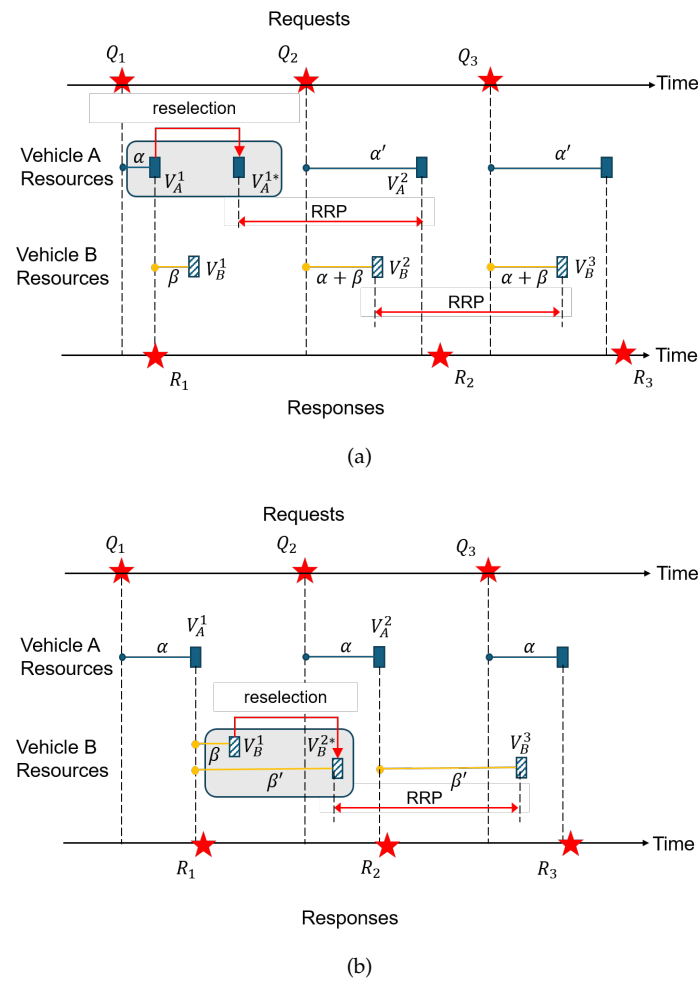 Requests
Q₁ Q₂ Q₃
Time
reselection
Vehicle A
Resources
α α′ α′
V_A^1 V_A^{1*} V_A^2
RRP
Vehicle B
Resources
β V_B^1 α + β V_B^2 α + β V_B^3
RRP
Time
R₁ R₂ R₃
Responses
(a)
Requests
Q₁ Q₂ Q₃
Time
V_A^1 V_A^2
Vehicle A
Resources
α α α
reselection
Vehicle B
Resources
β V_B^1 V_B^{2*} V_B^3
β′ β′
RRP
Time
R₁ R₂ R₃
Responses
(b)